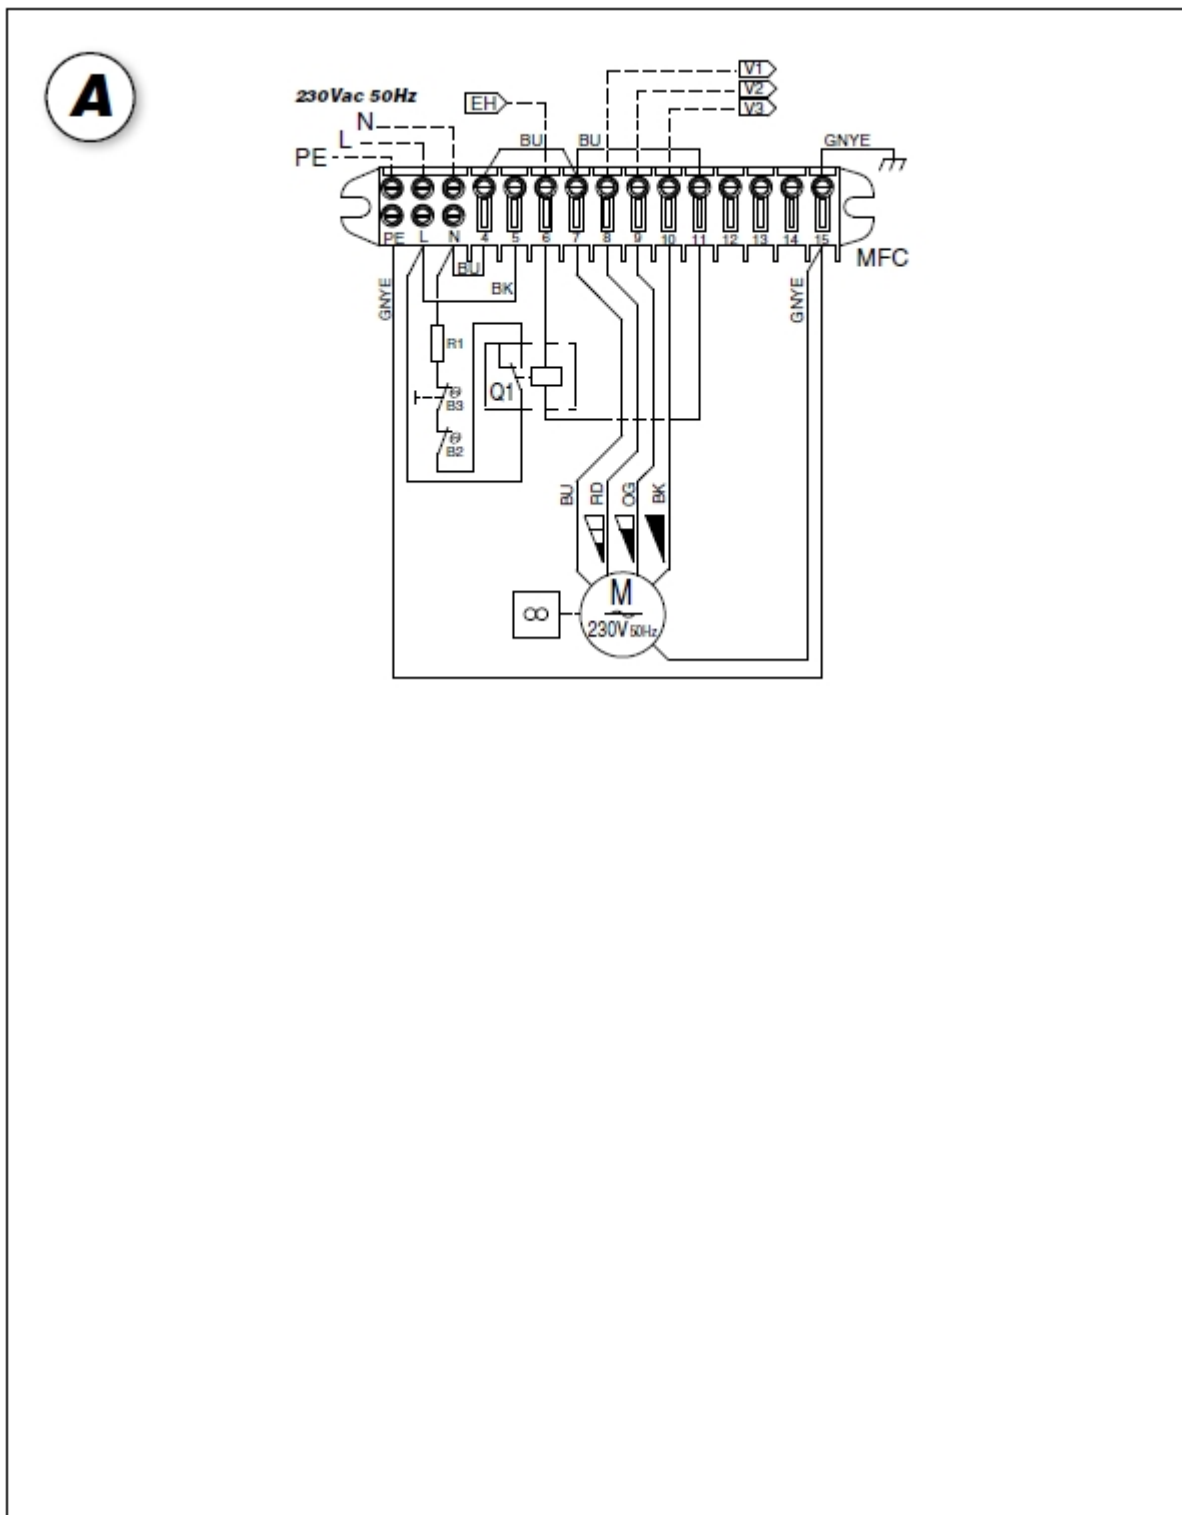 A
230Vac 50Hz
N
L
PE
EH
V1
V2
V3
BU
BU
GNYE
PE L N 4 5 6 7 8 9 10 11 12 13 14 15
MFC
BU
BK
GNYE
GNYE
R1
Q1
B3
B2
BU
RD
OG
BK
M
230V 50Hz